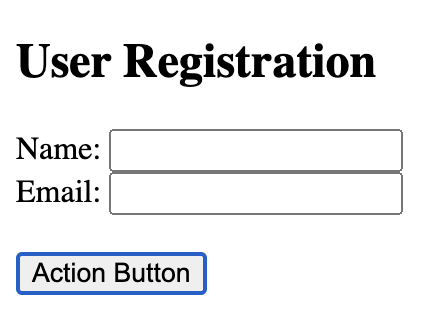 User Registration
Name:
Email:
Action Button